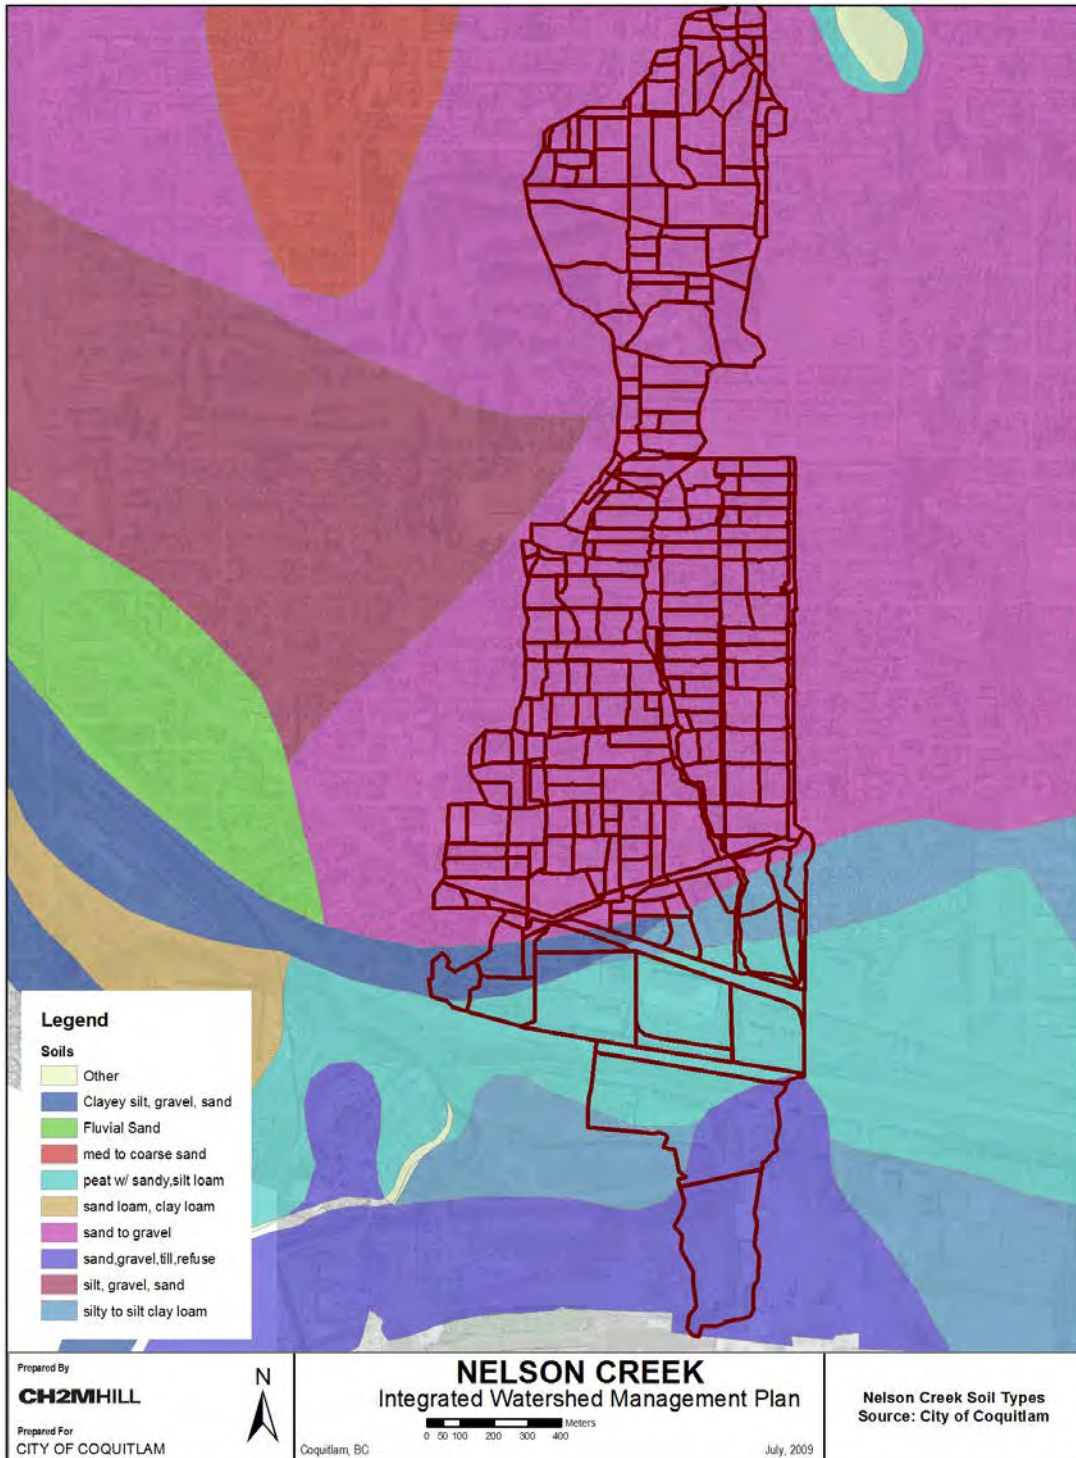 Legend
Soils
Other
Clayey silt, gravel, sand
Fluvial Sand
med to coarse sand
peat w/ sandy,silt loam
sand loam, clay loam
sand to gravel
sand,gravel,till,refuse
silt, gravel, sand
silty to silt clay loam
Prepared By
CH2MHILL
Prepared For
CITY OF COQUITLAM
N
NELSON CREEK
Integrated Watershed Management Plan
Meters
0 50 100 200 300 400
Coquitlam, BC
July, 2009
Nelson Creek Soil Types
Source: City of Coquitlam